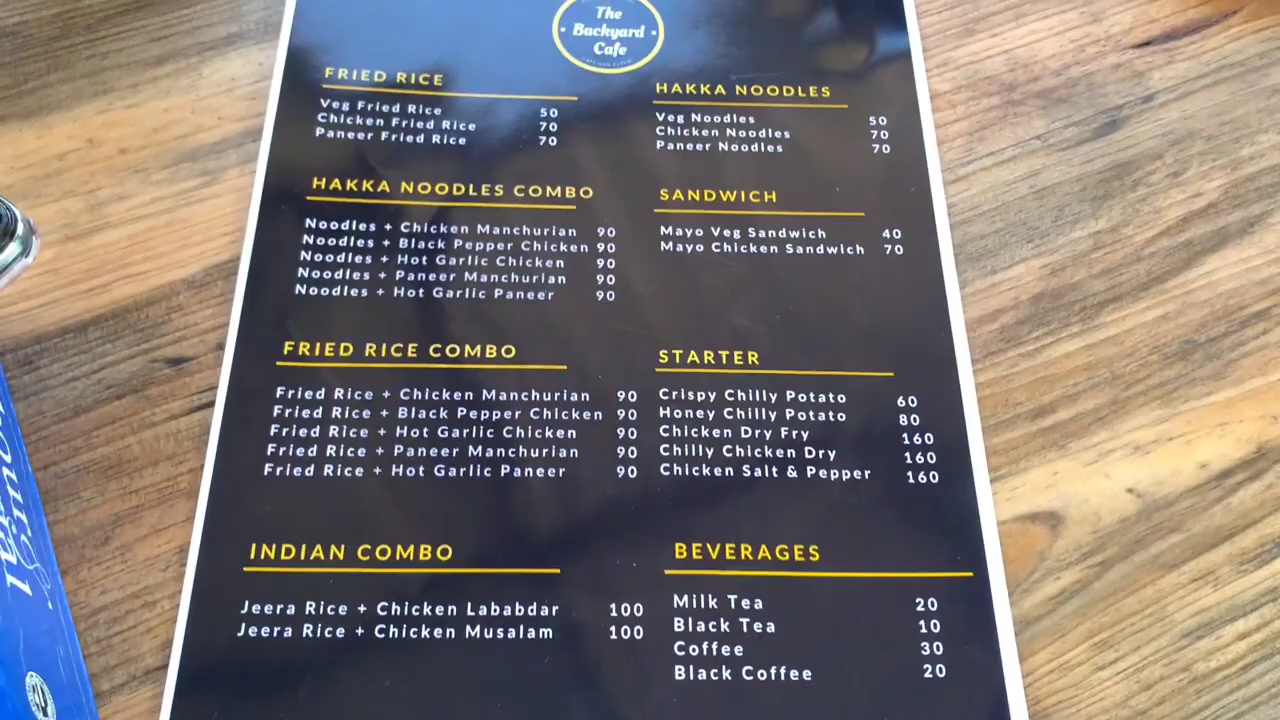 The
Backyard
Cafe
FRIED RICE
Veg Fried Rice 50
Chicken Fried Rice 70
Paneer Fried Rice 70
HAKKA NOODLES
Veg Noodles 50
Chicken Noodles 70
Paneer Noodles 70
HAKKA NOODLES COMBO
Noodles + Chicken Manchurian 90
Noodles + Black Pepper Chicken 90
Noodles + Hot Garlic Chicken 90
Noodles + Paneer Manchurian 90
Noodles + Hot Garlic Paneer 90
SANDWICH
Mayo Veg Sandwich 40
Mayo Chicken Sandwich 70
FRIED RICE COMBO
Fried Rice + Chicken Manchurian 90
Fried Rice + Black Pepper Chicken 90
Fried Rice + Hot Garlic Chicken 90
Fried Rice + Paneer Manchurian 90
Fried Rice + Hot Garlic Paneer 90
STARTER
Crispy Chilly Potato 60
Honey Chilly Potato 80
Chicken Dry Fry 160
Chilly Chicken Dry 160
Chicken Salt & Pepper 160
INDIAN COMBO
Jeera Rice + Chicken Lababdar 100
Jeera Rice + Chicken Musalam 100
BEVERAGES
Milk Tea 20
Black Tea 10
Coffee 30
Black Coffee 20